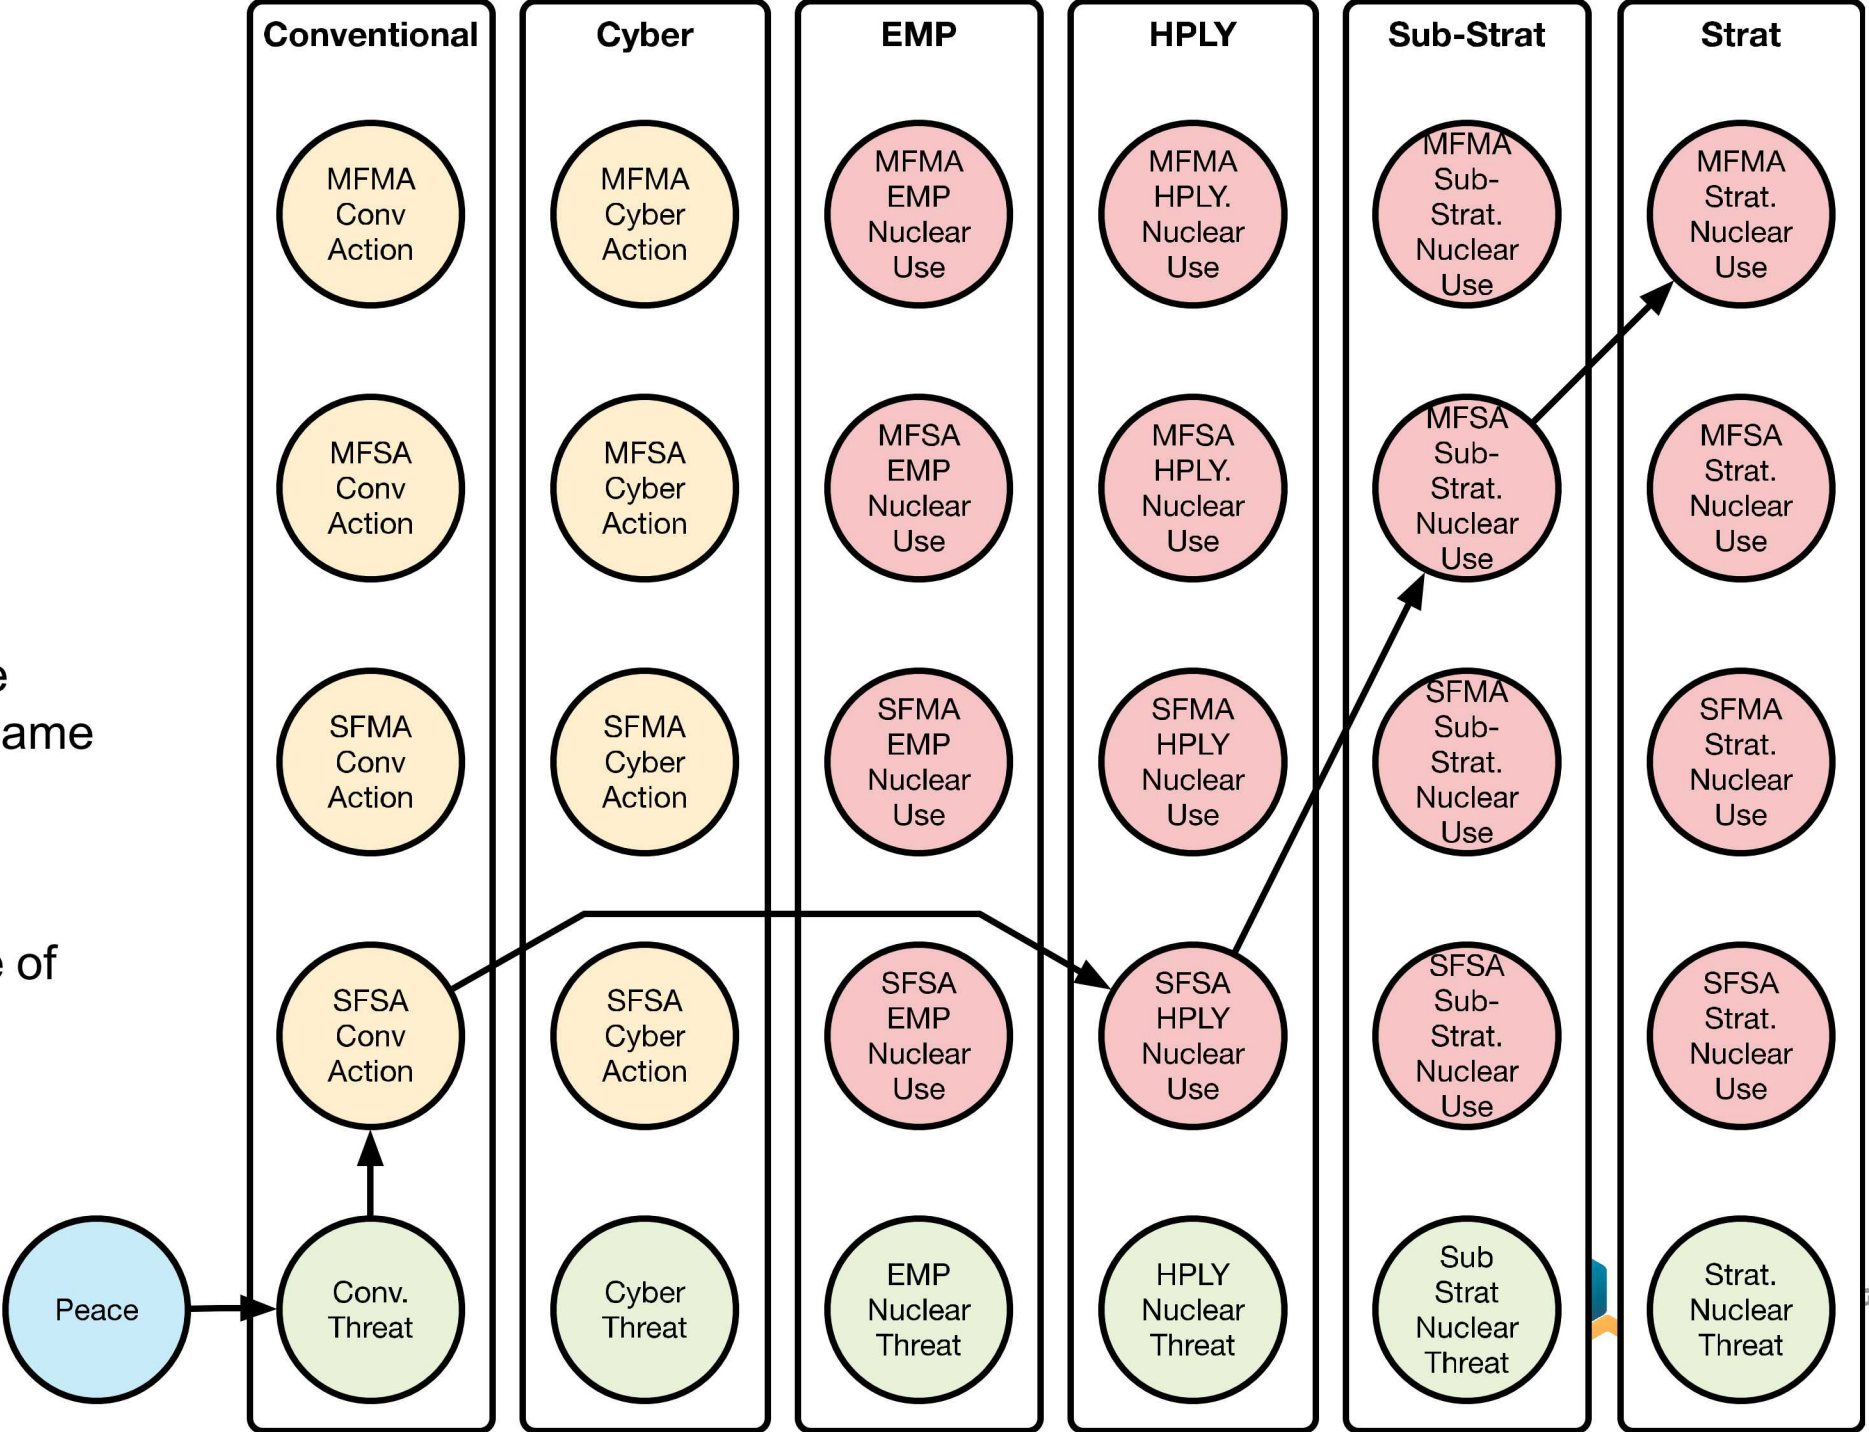 Conventional
Cyber
EMP
HPLY
Sub-Strat
Strat
MFMA
Conv
Action
MFMA
Cyber
Action
MFMA
EMP
Nuclear
Use
MFMA
HPLY.
Nuclear
Use
MFMA
Sub-
Strat.
Nuclear
Use
MFMA
Strat.
Nuclear
Use
MFSA
Conv
Action
MFSA
Cyber
Action
MFSA
EMP
Nuclear
Use
MFSA
HPLY.
Nuclear
Use
MFSA
Sub-
Strat.
Nuclear
Use
MFSA
Strat.
Nuclear
Use
e
ame
SFMA
Conv
Action
SFMA
Cyber
Action
SFMA
EMP
Nuclear
Use
SFMA
HPLY
Nuclear
Use
SFMA
Sub-
Strat.
Nuclear
Use
SFMA
Strat.
Nuclear
Use
e of
SFSA
Conv
Action
SFSA
Cyber
Action
SFSA
EMP
Nuclear
Use
SFSA
HPLY
Nuclear
Use
SFSA
Sub-
Strat.
Nuclear
Use
SFSA
Strat.
Nuclear
Use
Peace
Conv.
Threat
Cyber
Threat
EMP
Nuclear
Threat
HPLY
Nuclear
Threat
Sub
Strat
Nuclear
Threat
Strat.
Nuclear
Threat